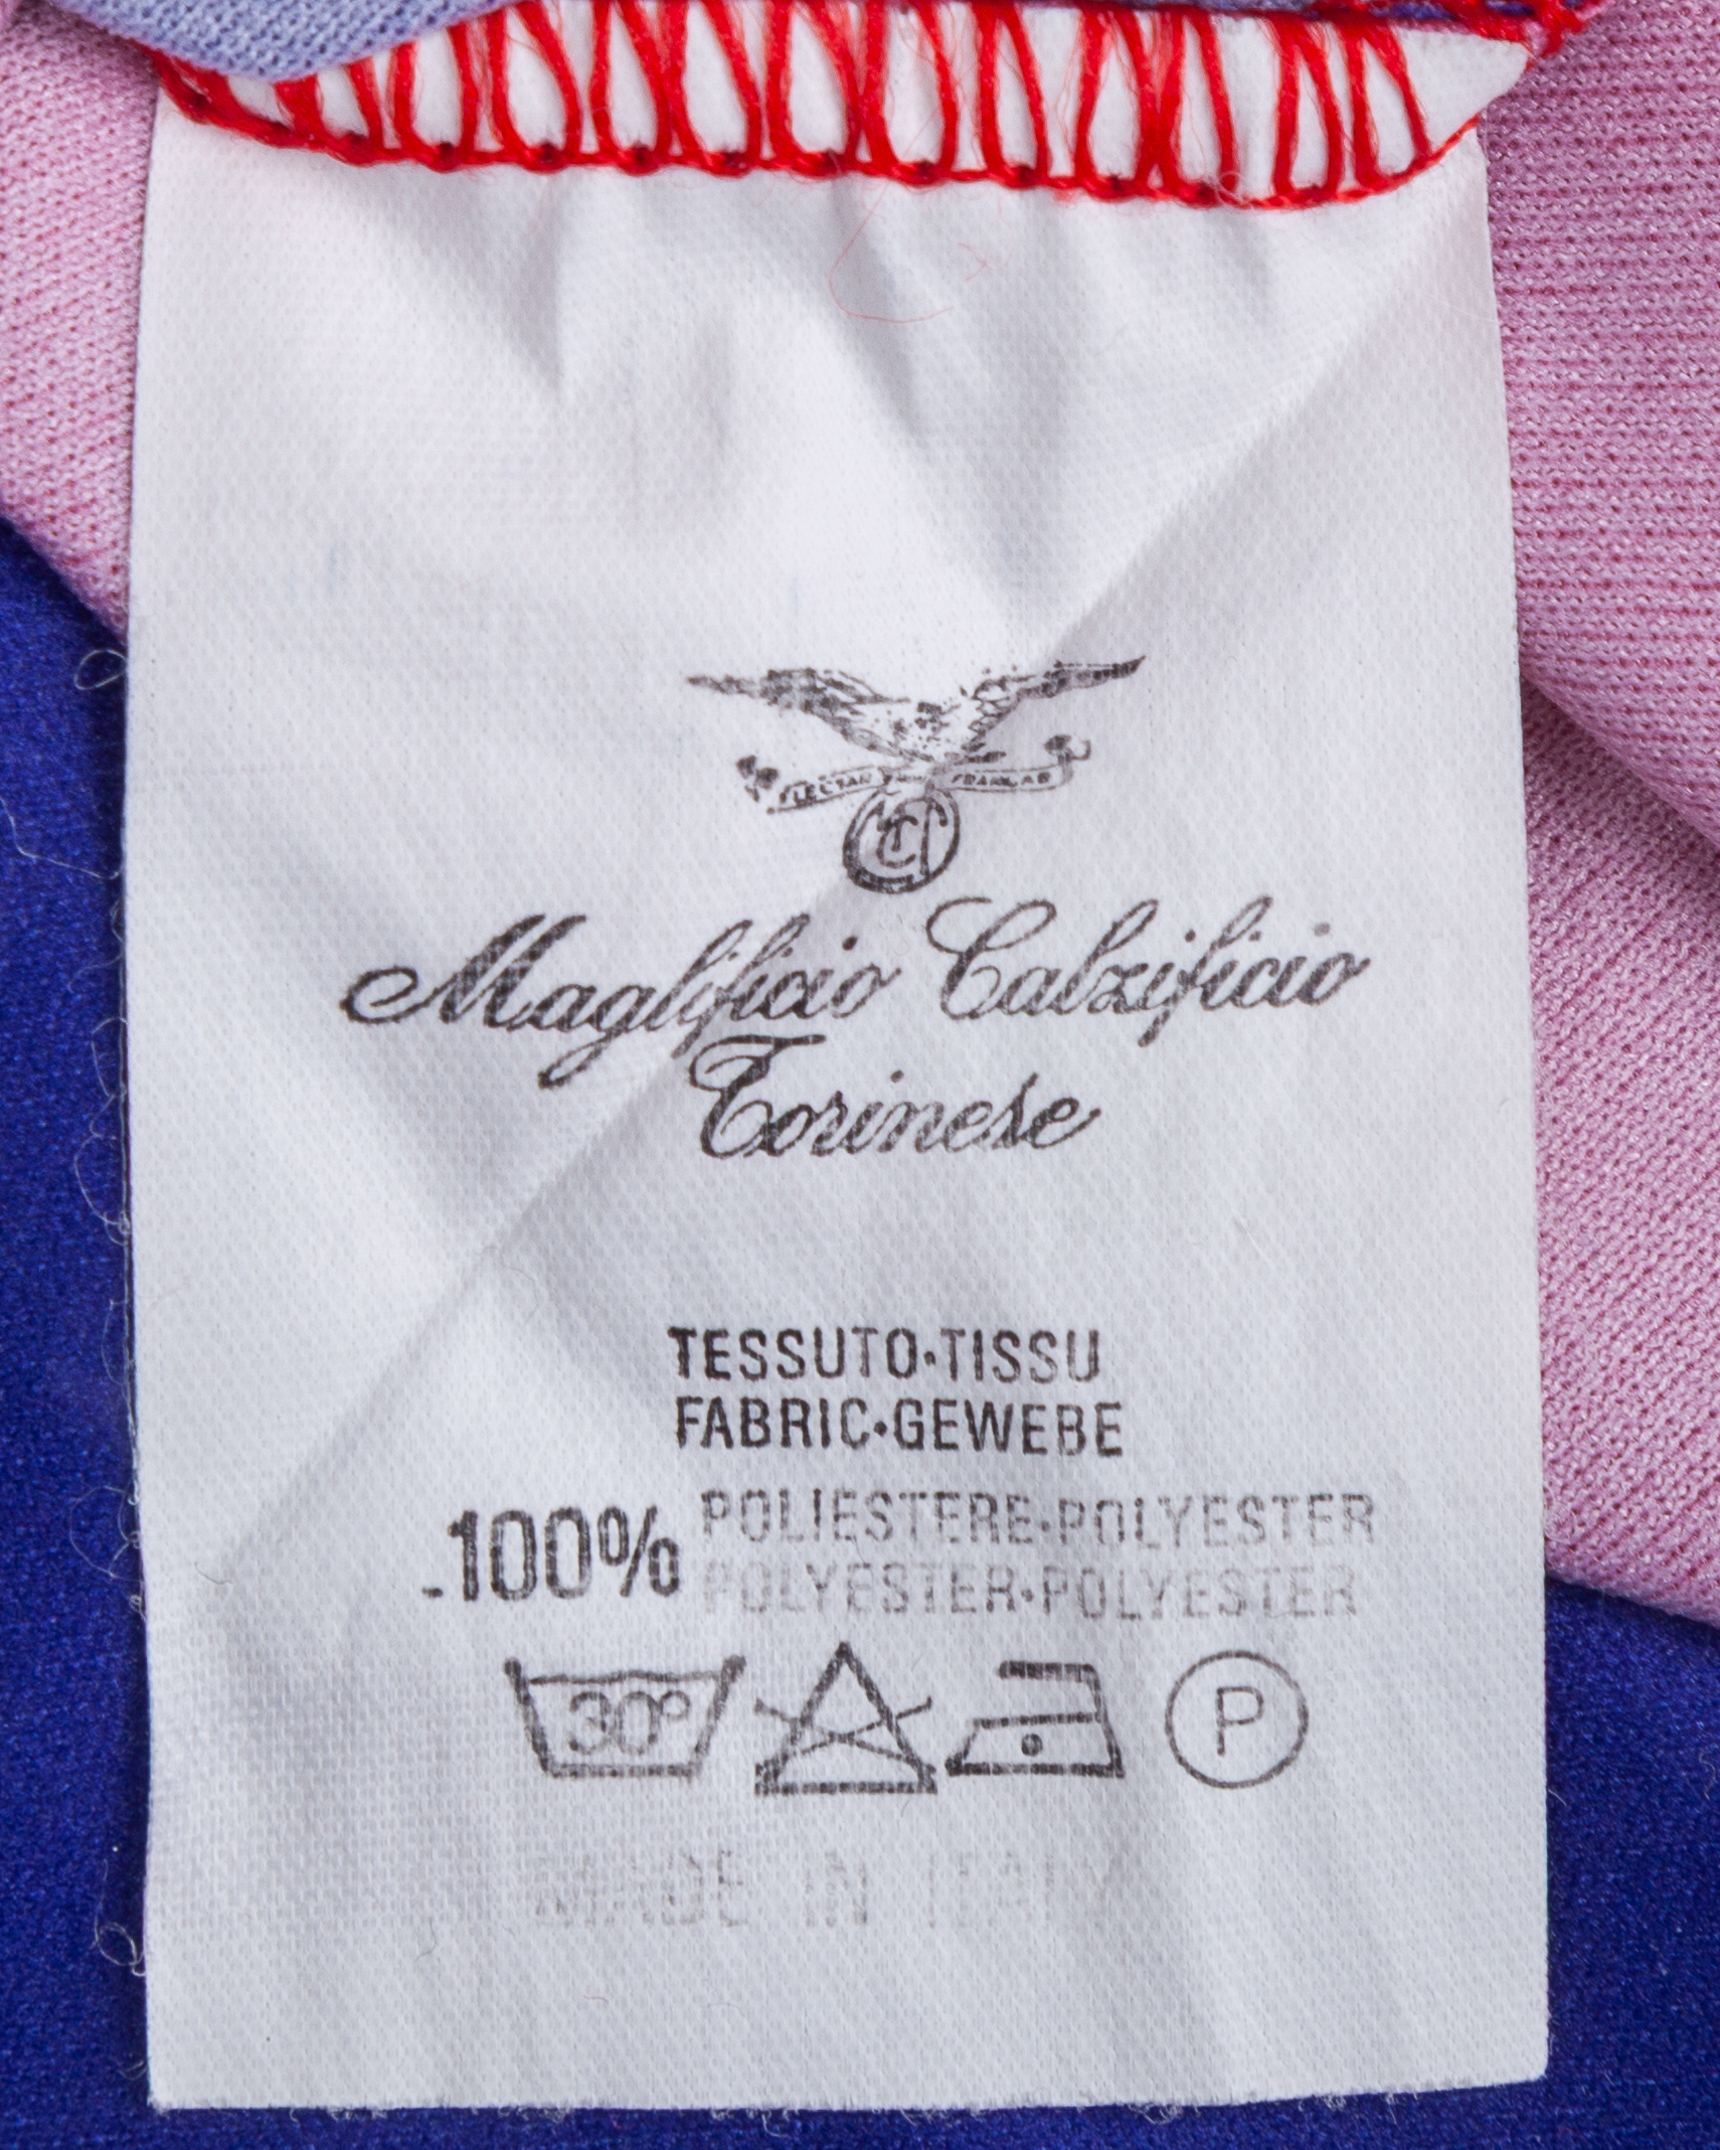 Maglificio Calzificio
Torinese
TESSUTO•TISSU
FABRIC•GEWEBE
-100% POLIESTERE•POLYESTER
POLYESTER•POLYESTER
30°
P
MADE IN ITALY